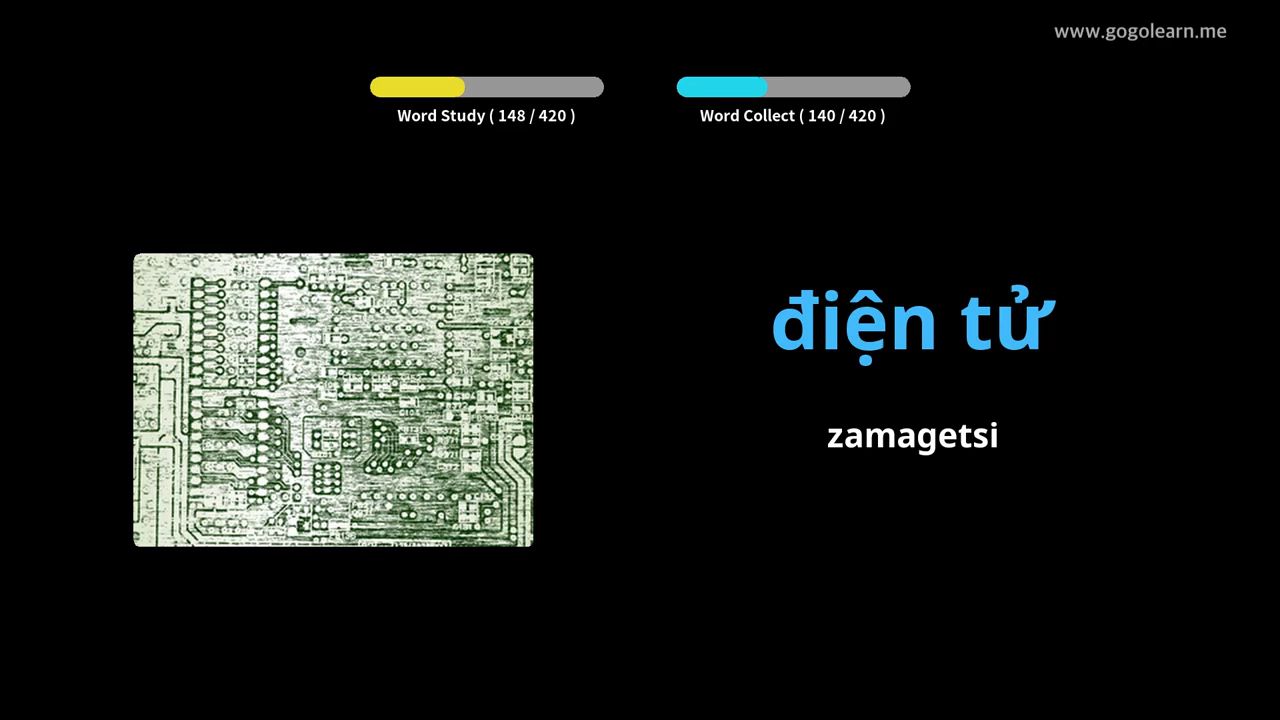 www.gogolearn.me
Word Study ( 148 / 420 )
Word Collect ( 140 / 420 )
điện tử
zamagetsi